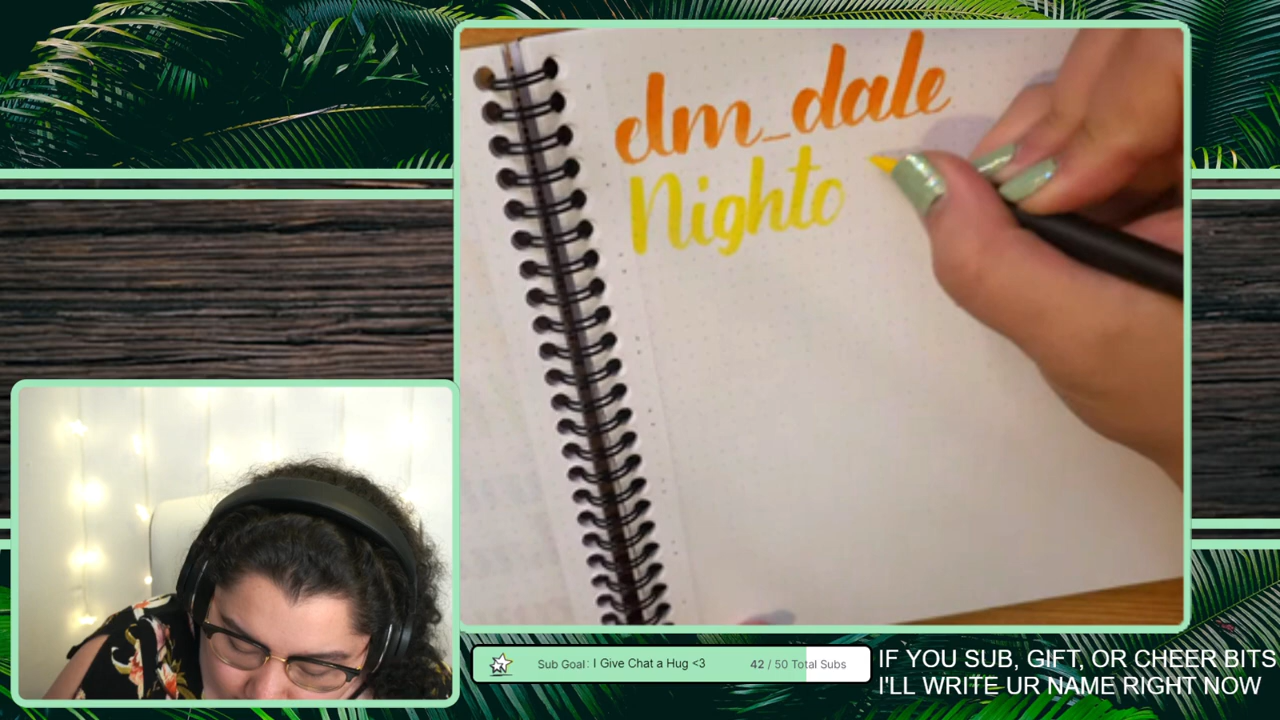 dm_dale
Nighto
Sub Goal: I Give Chat a Hug <3 42 / 50 Total Subs
IF YOU SUB, GIFT, OR CHEER BITS
I'LL WRITE UR NAME RIGHT NOW